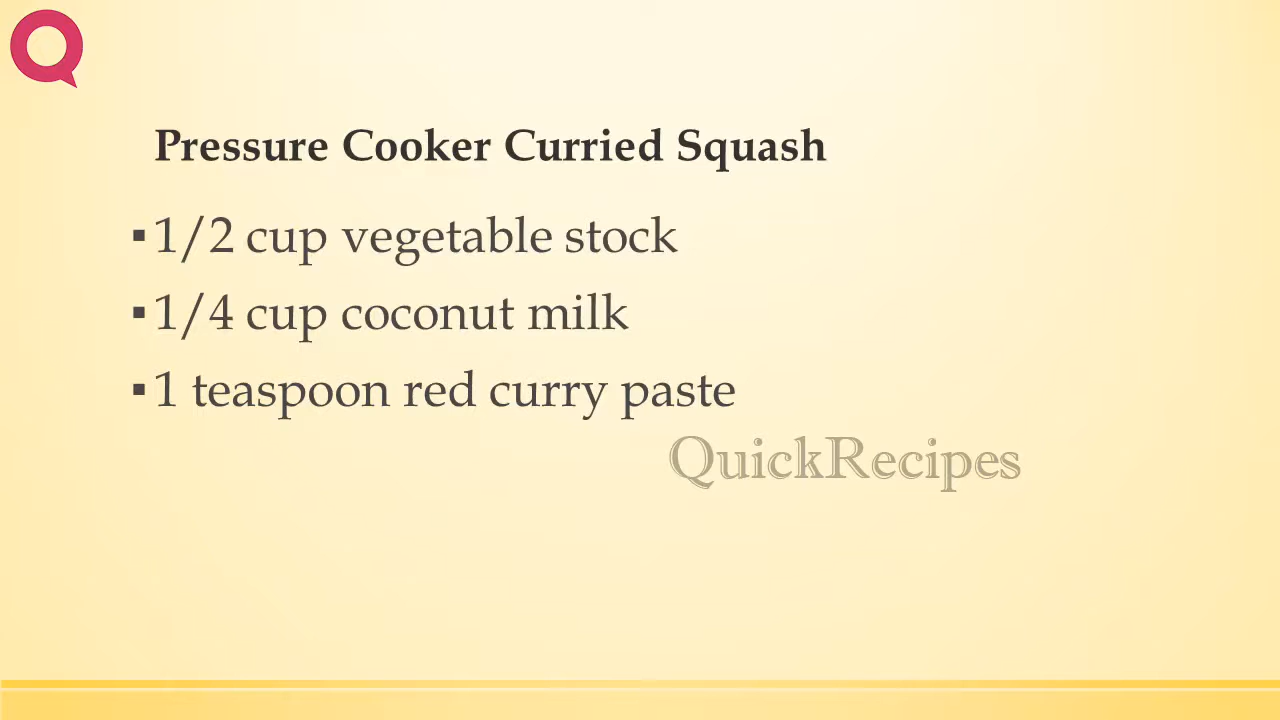 Pressure Cooker Curried Squash
▪1/2 cup vegetable stock
▪1/4 cup coconut milk
▪1 teaspoon red curry paste
QuickRecipes